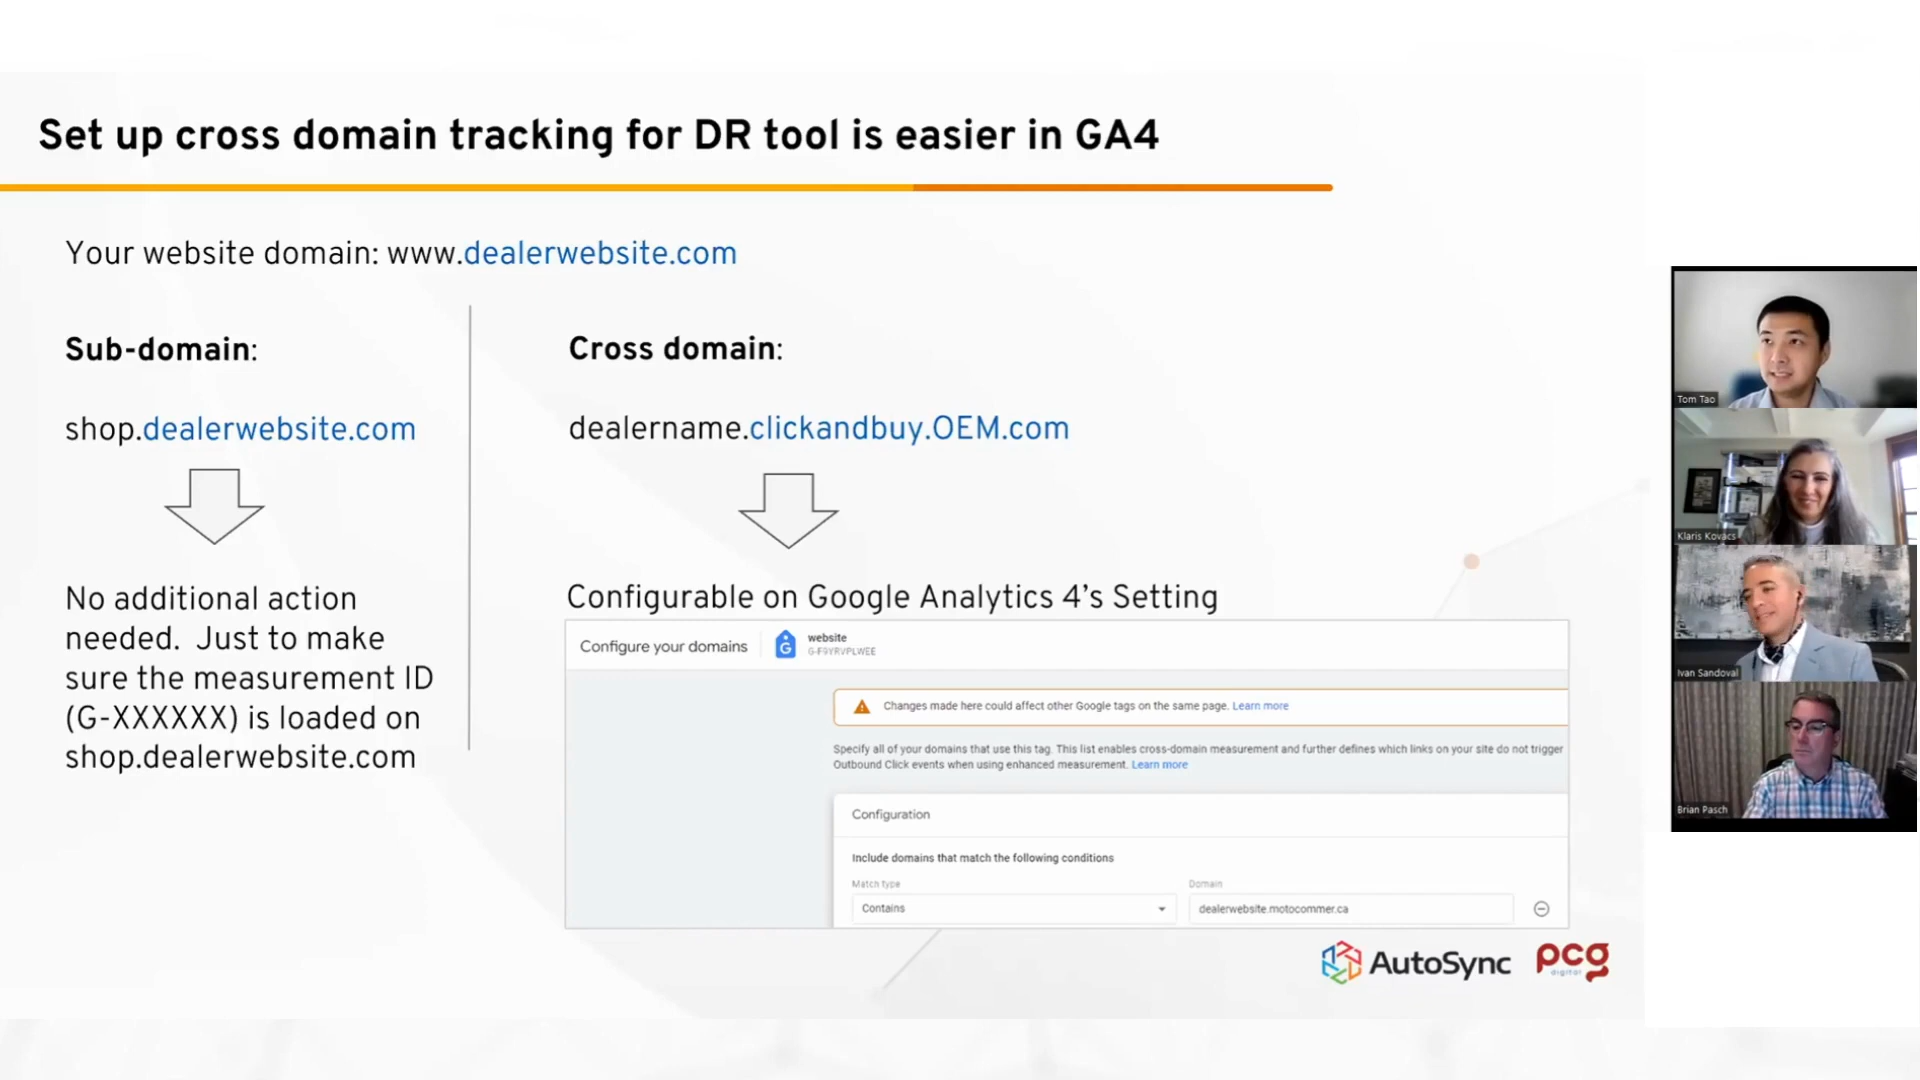 Set up cross domain tracking for DR tool is easier in GA4
Your website domain: www.dealerwebsite.com
Sub-domain:
shop.dealerwebsite.com
No additional action
needed. Just to make
sure the measurement ID
(G-XXXXXX) is loaded on
shop.dealerwebsite.com
Cross domain:
dealername.clickandbuy.OEM.com
Configurable on Google Analytics 4’s Setting
Configure your domains
website
G-F9YRVPLWEE
Changes made here could affect other Google tags on the same page. Learn more
Specify all of your domains that use this tag. This list enables cross-domain measurement and further defines which links on your site do not trigger
Outbound Click events when using enhanced measurement. Learn more
Configuration
Include domains that match the following conditions
Match type
Domain
Contains
dealerwebsite.motocommer.ca
AutoSync
pcg
digital
Tom Tao
Klaris Kovacs
Ivan Sandoval
Brian Pasch